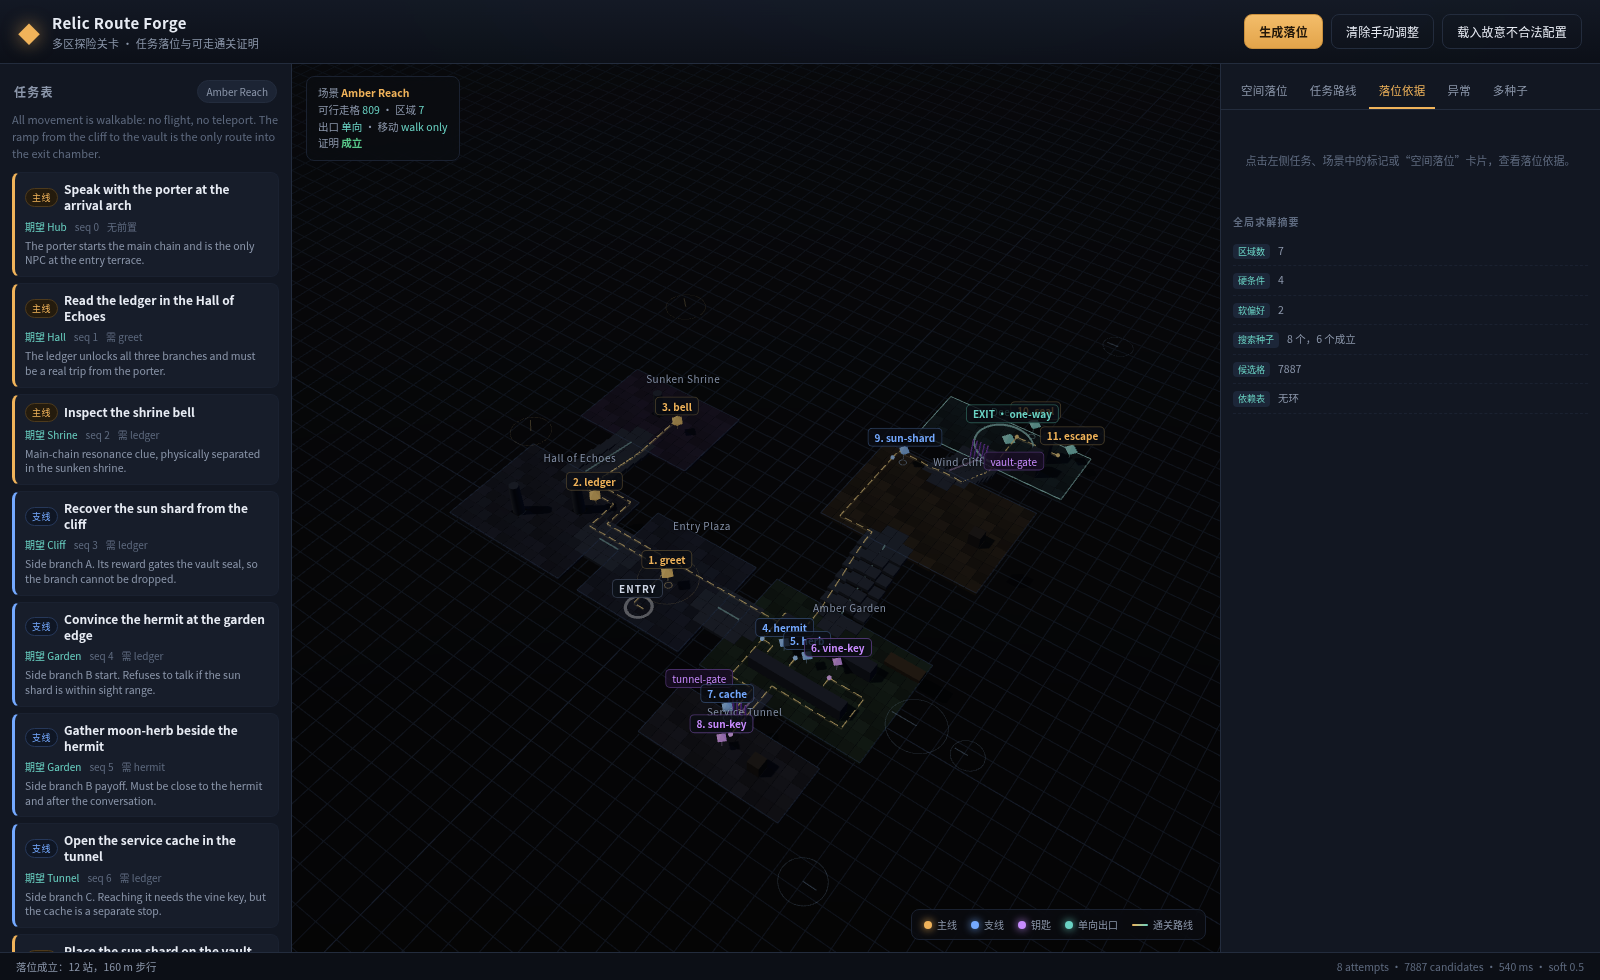 Relic Route Forge
多区探险关卡 · 任务落位与可走通关证明
生成落位
清除手动调整
载入故意不合法配置
任务表
Amber Reach
All movement is walkable: no flight, no teleport. The
ramp from the cliff to the vault is the only route into
the exit chamber.
主线
Speak with the porter at the
arrival arch
期望 Hub seq 0 无前置
The porter starts the main chain and is the only
NPC at the entry terrace.
主线
Read the ledger in the Hall of
Echoes
期望 Hall seq 1 需 greet
The ledger unlocks all three branches and must
be a real trip from the porter.
主线
Inspect the shrine bell
期望 Shrine seq 2 需 ledger
Main-chain resonance clue, physically separated
in the sunken shrine.
支线
Recover the sun shard from the
cliff
期望 Cliff seq 3 需 ledger
Side branch A. Its reward gates the vault seal, so
the branch cannot be dropped.
支线
Convince the hermit at the garden
edge
期望 Garden seq 4 需 ledger
Side branch B start. Refuses to talk if the sun
shard is within sight range.
支线
Gather moon-herb beside the
hermit
期望 Garden seq 5 需 hermit
Side branch B payoff. Must be close to the hermit
and after the conversation.
支线
Open the service cache in the
tunnel
期望 Tunnel seq 6 需 ledger
Side branch C. Reaching it needs the vine key, but
the cache is a separate stop.
Place the sun shard on the vault
场景 Amber Reach
可行走格 809 · 区域 7
出口 单向 · 移动 walk only
证明 成立
Sunken Shrine
3. bell
Hall of Echoes
2. ledger
Entry Plaza
1. greet
ENTRY
EXIT · one-way
11. escape
9. sun-shard
Wind Cliff
vault-gate
Amber Garden
4. hermit
5. herb
6. vine-key
tunnel-gate
7. cache
Service Tunnel
8. sun-key
主线
支线
钥匙
单向出口
通关路线
空间落位
任务路线
落位依据
异常
多种子
点击左侧任务、场景中的标记或“空间落位”卡片，查看落位依据。
全局求解摘要
区域数 7
硬条件 4
软偏好 2
搜索种子 8 个，6 个成立
候选格 7887
依赖表 无环
落位成立：12 站，160 m 步行
8 attempts · 7887 candidates · 540 ms · soft 0.5